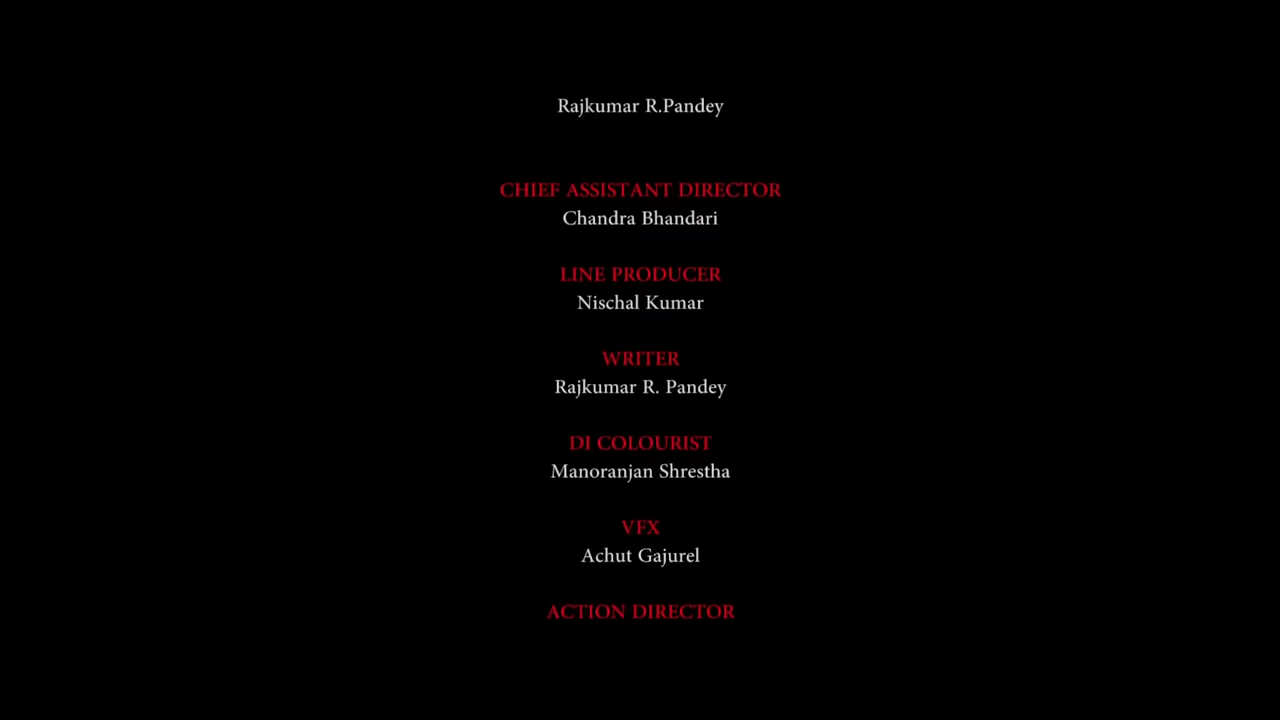 Rajkumar R.Pandey
CHIEF ASSISTANT DIRECTOR
Chandra Bhandari
LINE PRODUCER
Nischal Kumar
WRITER
Rajkumar R. Pandey
DI COLOURIST
Manoranjan Shrestha
VFX
Achut Gajurel
ACTION DIRECTOR